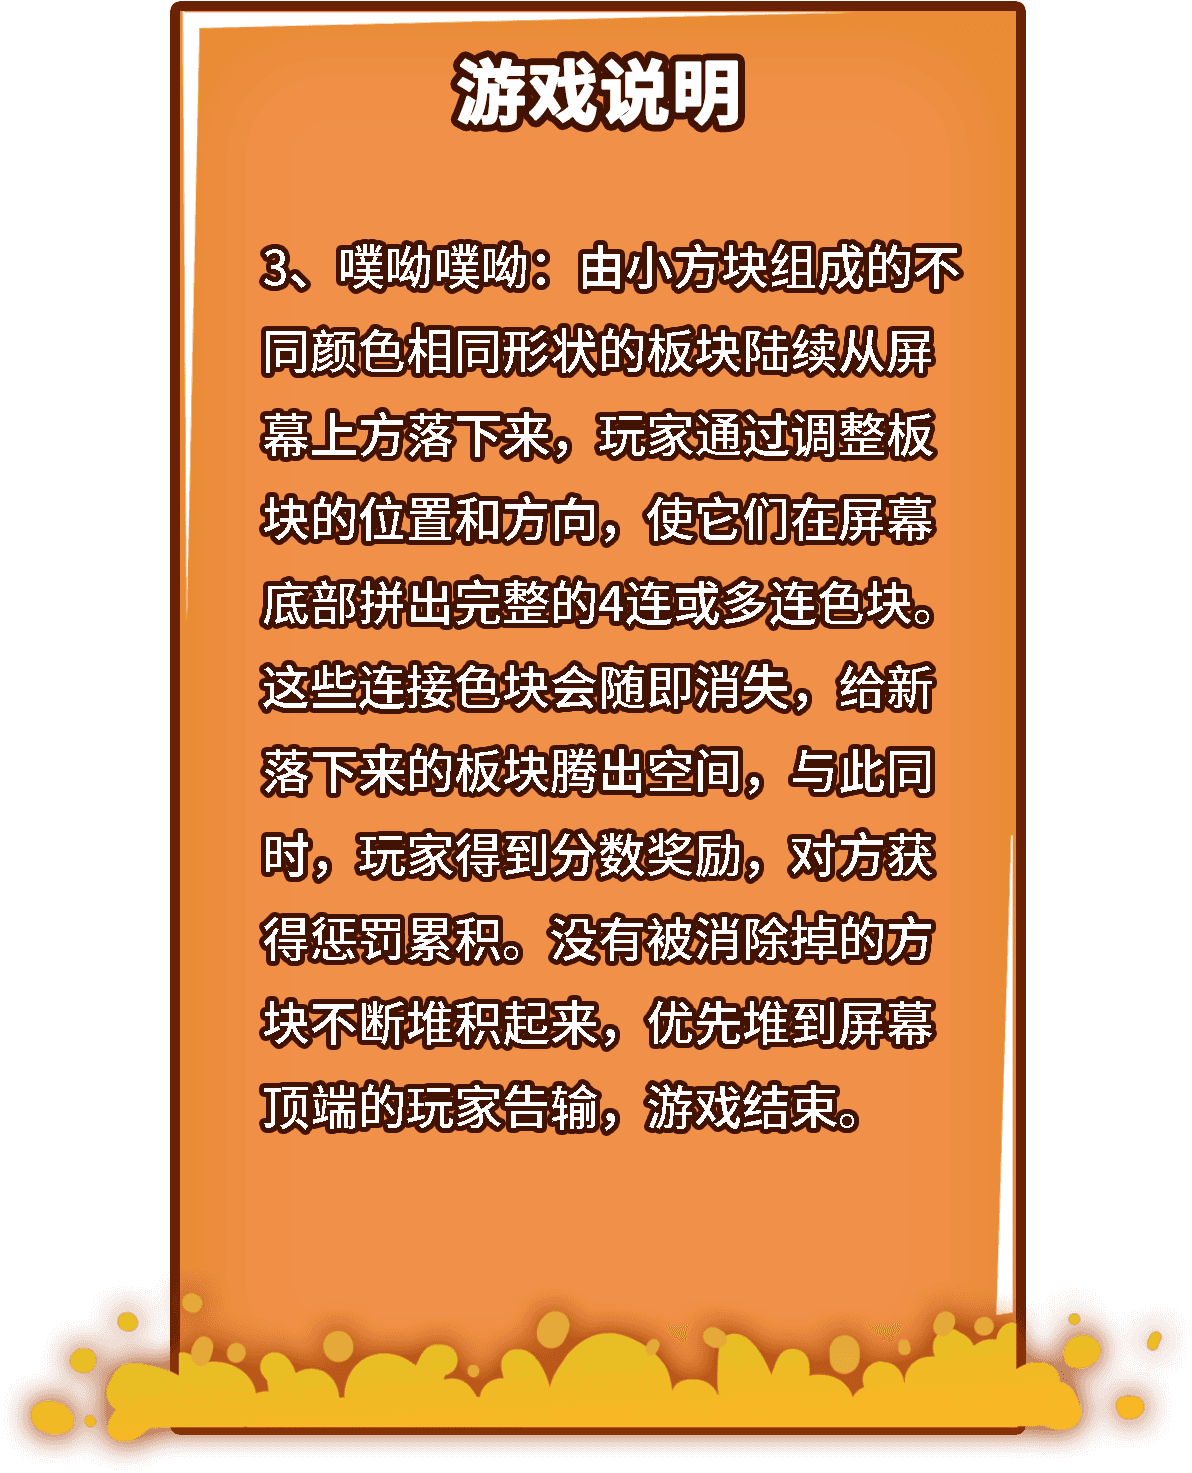 游戏说明
3、噗呦噗呦：由小方块组成的不
同颜色相同形状的板块陆续从屏
幕上方落下来，玩家通过调整板
块的位置和方向，使它们在屏幕
底部拼出完整的4连或多连色块。
这些连接色块会随即消失，给新
落下来的板块腾出空间，与此同
时，玩家得到分数奖励，对方获
得惩罚累积。没有被消除掉的方
块不断堆积起来，优先堆到屏幕
顶端的玩家告输，游戏结束。